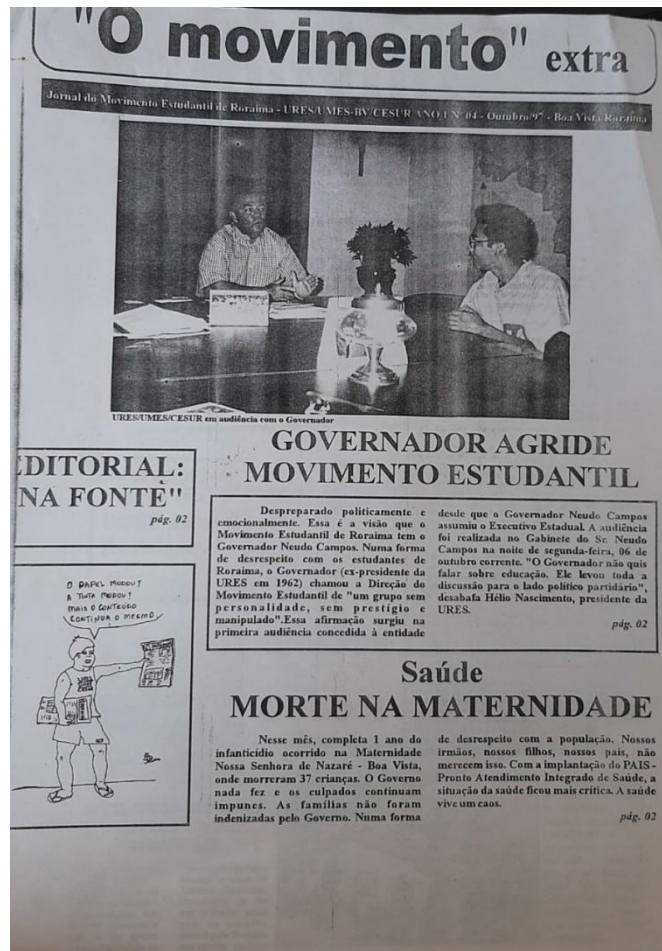 "O movimento" extra
Jornal do Movimento Estudantil de Roraima - URES/UMES-BV/CESUR ANO I Nº 04 - Outubro/97 - Boa Vista Roraima
URES/UMES/CESUR em audiência com o Governador
EDITORIAL:
NA FONTE"
pág. 02
O PAPEL MUDOU!
A TINTA MUDOU!
MAIS O CONTEÚDO
CONTINUA O MESMO
GOVERNADOR AGRIDE
MOVIMENTO ESTUDANTIL
Despreparado politicamente e
emocionalmente. Essa é a visão que o
Movimento Estudantil de Roraima tem o
Governador Neudo Campos. Numa forma
de desrespeito com os estudantes de
Roraima, o Governador (ex-presidente da
URES em 1962) chamou a Direção do
Movimento Estudantil de "um grupo sem
personalidade, sem prestígio e
manipulado".Essa afirmação surgiu na
primeira audiência concedida à entidade
desde que o Governador Neudo Campos
assumiu o Executivo Estadual. A audiência
foi realizada no Gabinete do Sr. Neudo
Campos na noite de segunda-feira, 06 de
outubro corrente. "O Governador não quis
falar sobre educação. Ele levou toda a
discussão para o lado político partidário",
desabafa Hélio Nascimento, presidente da
URES.
pág. 02
Saúde
MORTE NA MATERNIDADE
Nesse mês, completa 1 ano do
infanticídio ocorrido na Maternidade
Nossa Senhora de Nazaré - Boa Vista,
onde morreram 37 crianças. O Governo
nada fez e os culpados continuam
impunes. As famílias não foram
indenizadas pelo Governo. Numa forma
de desrespeito com a população. Nossos
irmãos, nossos filhos, nossos pais, não
merecem isso. Com a implantação do PAIS -
Pronto Atendimento Integrado de Saúde, a
situação da saúde ficou mais crítica. A saúde
vive um caos.
pág. 02